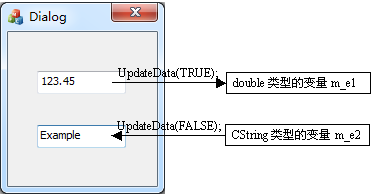 Dialog
UpdateData(TRUE);
123.45
double 类型的变量 m_e1
UpdateData(FALSE);
Example
CString 类型的变量 m_e2